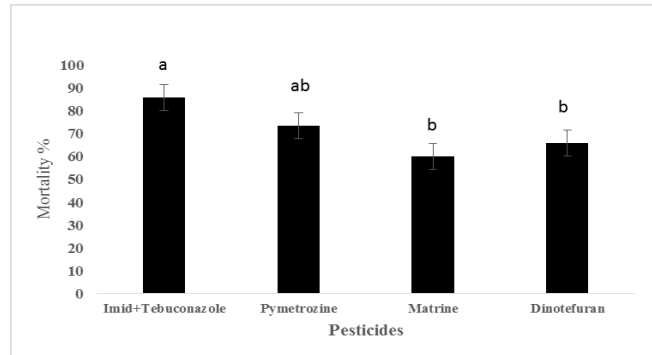 100
a
90
ab
80
b
b
70
60
50
40
30
20
10
0
Mortality %
Imid+Tebuconazole Pymetrozine Matrine Dinotefuran
Pesticides